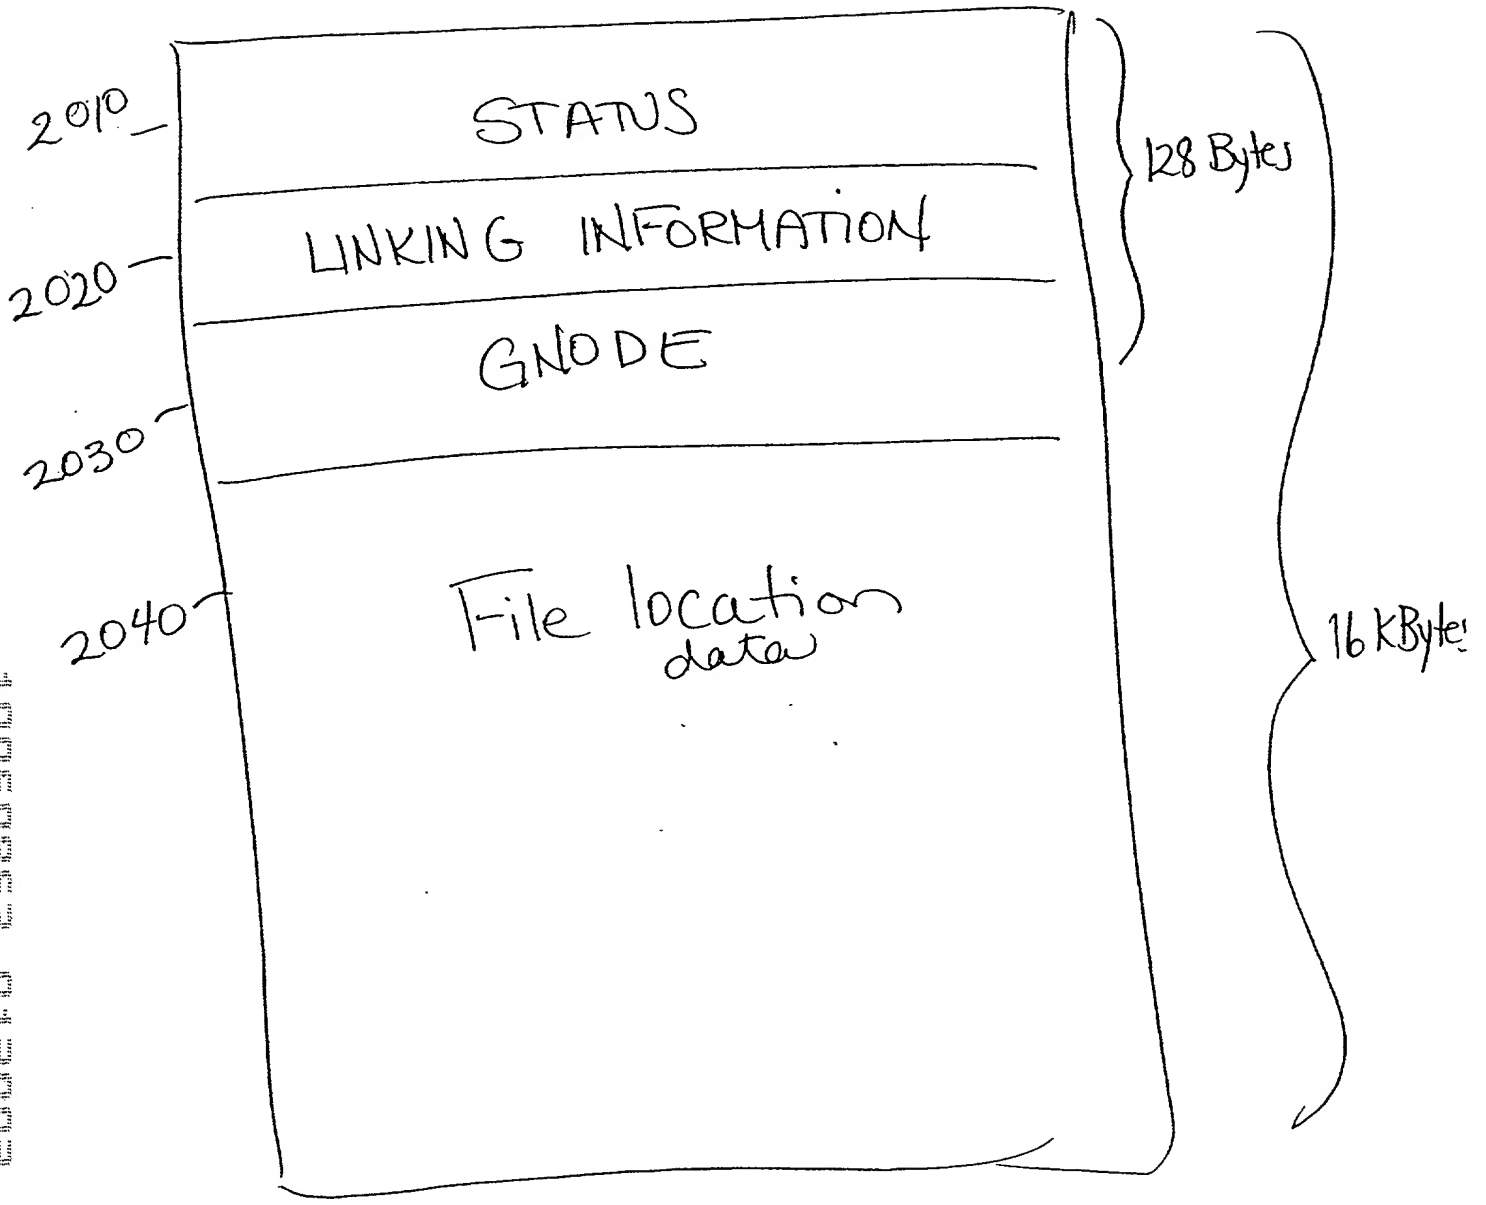 2010
STATUS
128 Bytes
LINKING INFORMATION
2020
GNODE
2030
File location
data
2040
16 KBytes